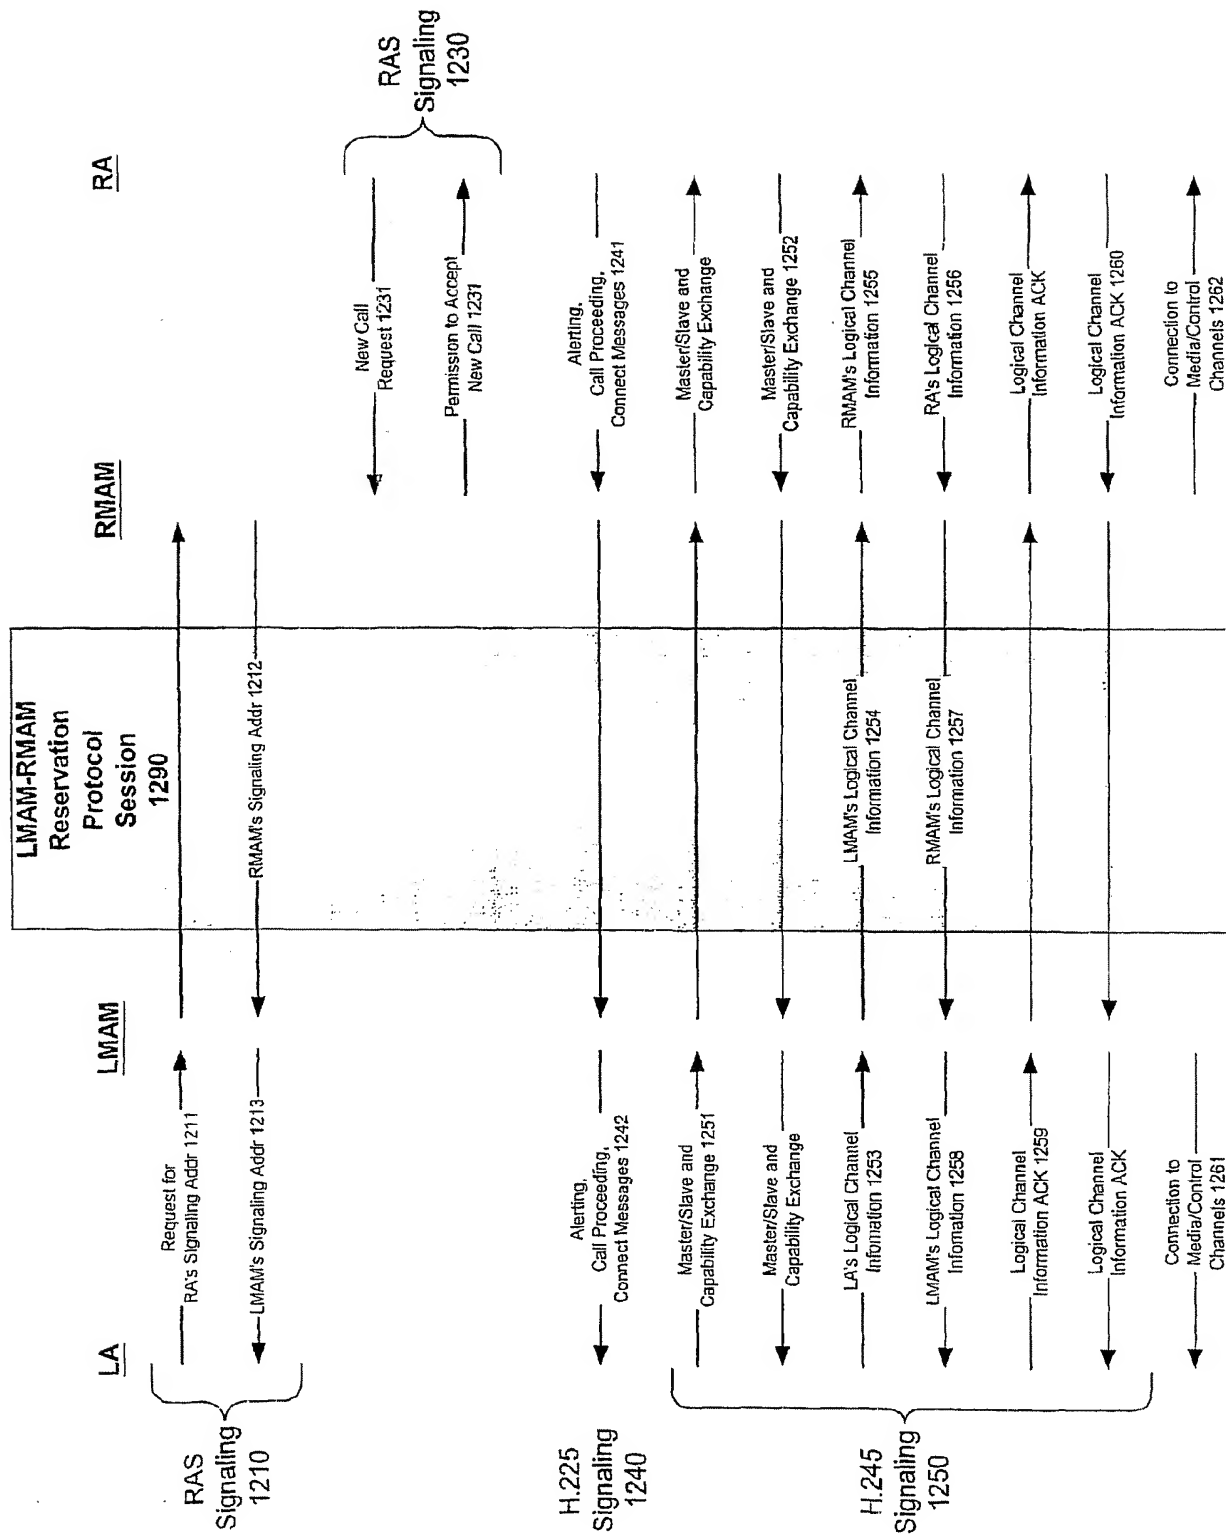 LA
LMAM
LMAM-RMAM
Reservation
Protocol
Session
1290
RMAM
RA
RAS
Signaling
1210
Request for
RA's Signaling Addr 1211
LMAM's Signaling Addr 1213
RMAM's Signaling Addr 1212
New Call
Request 1231
Permission to Accept
New Call 1231
RAS
Signaling
1230
H.225
Signaling
1240
Alerting,
Call Proceeding,
Connect Messages 1242
Alerting,
Call Proceeding,
Connect Messages 1241
H.245
Signaling
1250
Master/Slave and
Capability Exchange 1251
Master/Slave and
Capability Exchange
Master/Slave and
Capability Exchange
Master/Slave and
Capability Exchange 1252
LA's Logical Channel
Infomation 1253
LMAM's Logical Channel
Information 1254
RMAM's Logical Channel
Information 1255
LMAM's Logical Channel
Infomation 1258
RMAM's Logical Channel
Information 1257
RA's Logical Channel
Information 1256
Logical Channel
Information ACK 1259
Logical Channel
Information ACK
Logical Channel
Information ACK
Logical Channel
Information ACK 1260
Connection to
Media/Control
Channels 1261
Connection to
Media/Control
Channels 1262